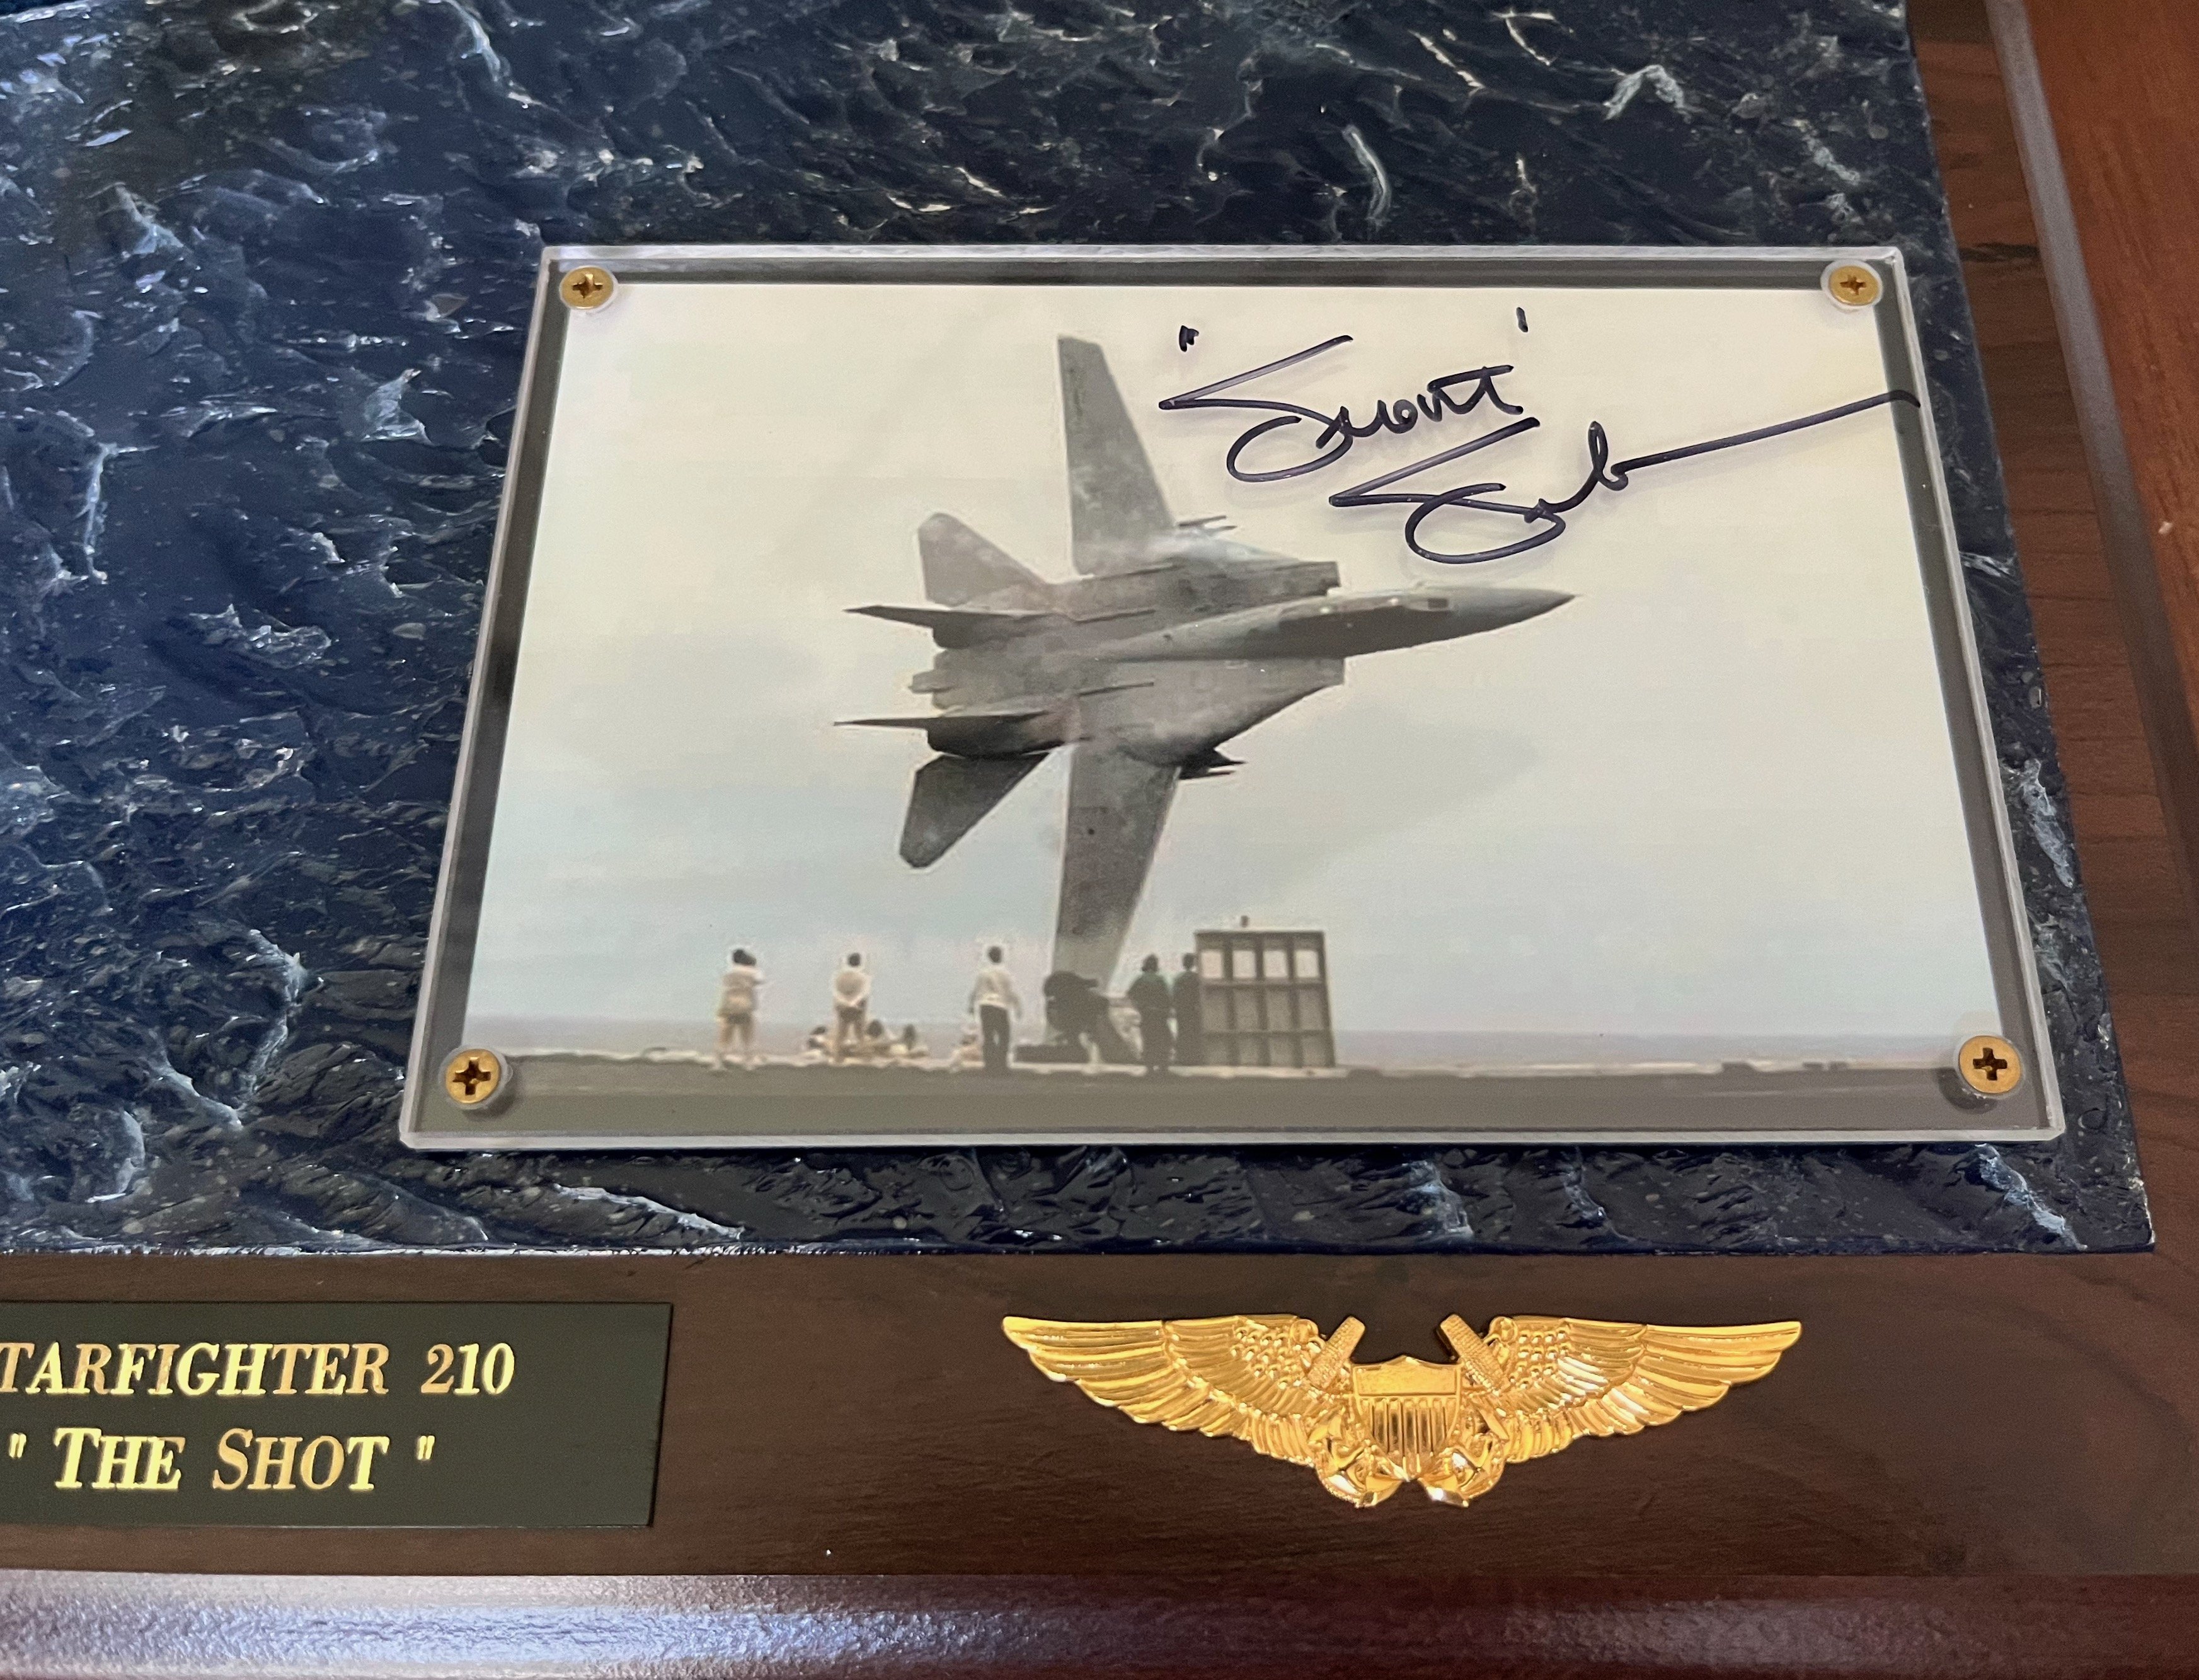 "Snort"
TARFIGHTER 210
" THE SHOT "